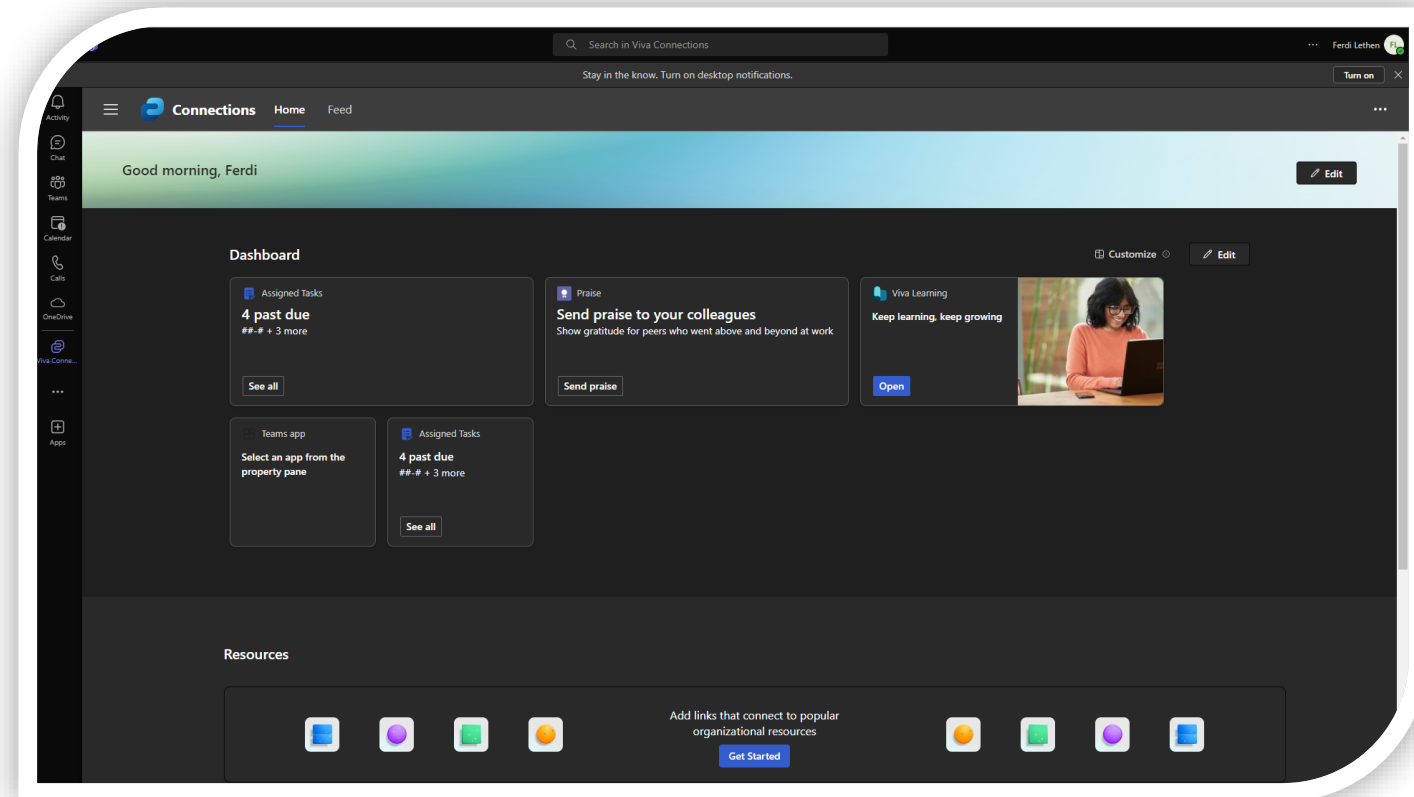 Search in Viva Connections
Ferdi Lethen FL
Stay in the know. Turn on desktop notifications.
Turn on
Activity
Chat
Teams
Calendar
Calls
OneDrive
Viva Conne...
Apps
Connections Home Feed
Good morning, Ferdi
Edit
Dashboard
Customize
Edit
Assigned Tasks
4 past due
##-# + 3 more
See all
Praise
Send praise to your colleagues
Show gratitude for peers who went above and beyond at work
Send praise
Viva Learning
Keep learning, keep growing
Open
Teams app
Select an app from the
property pane
Assigned Tasks
4 past due
##-# + 3 more
See all
Resources
Add links that connect to popular
organizational resources
Get Started